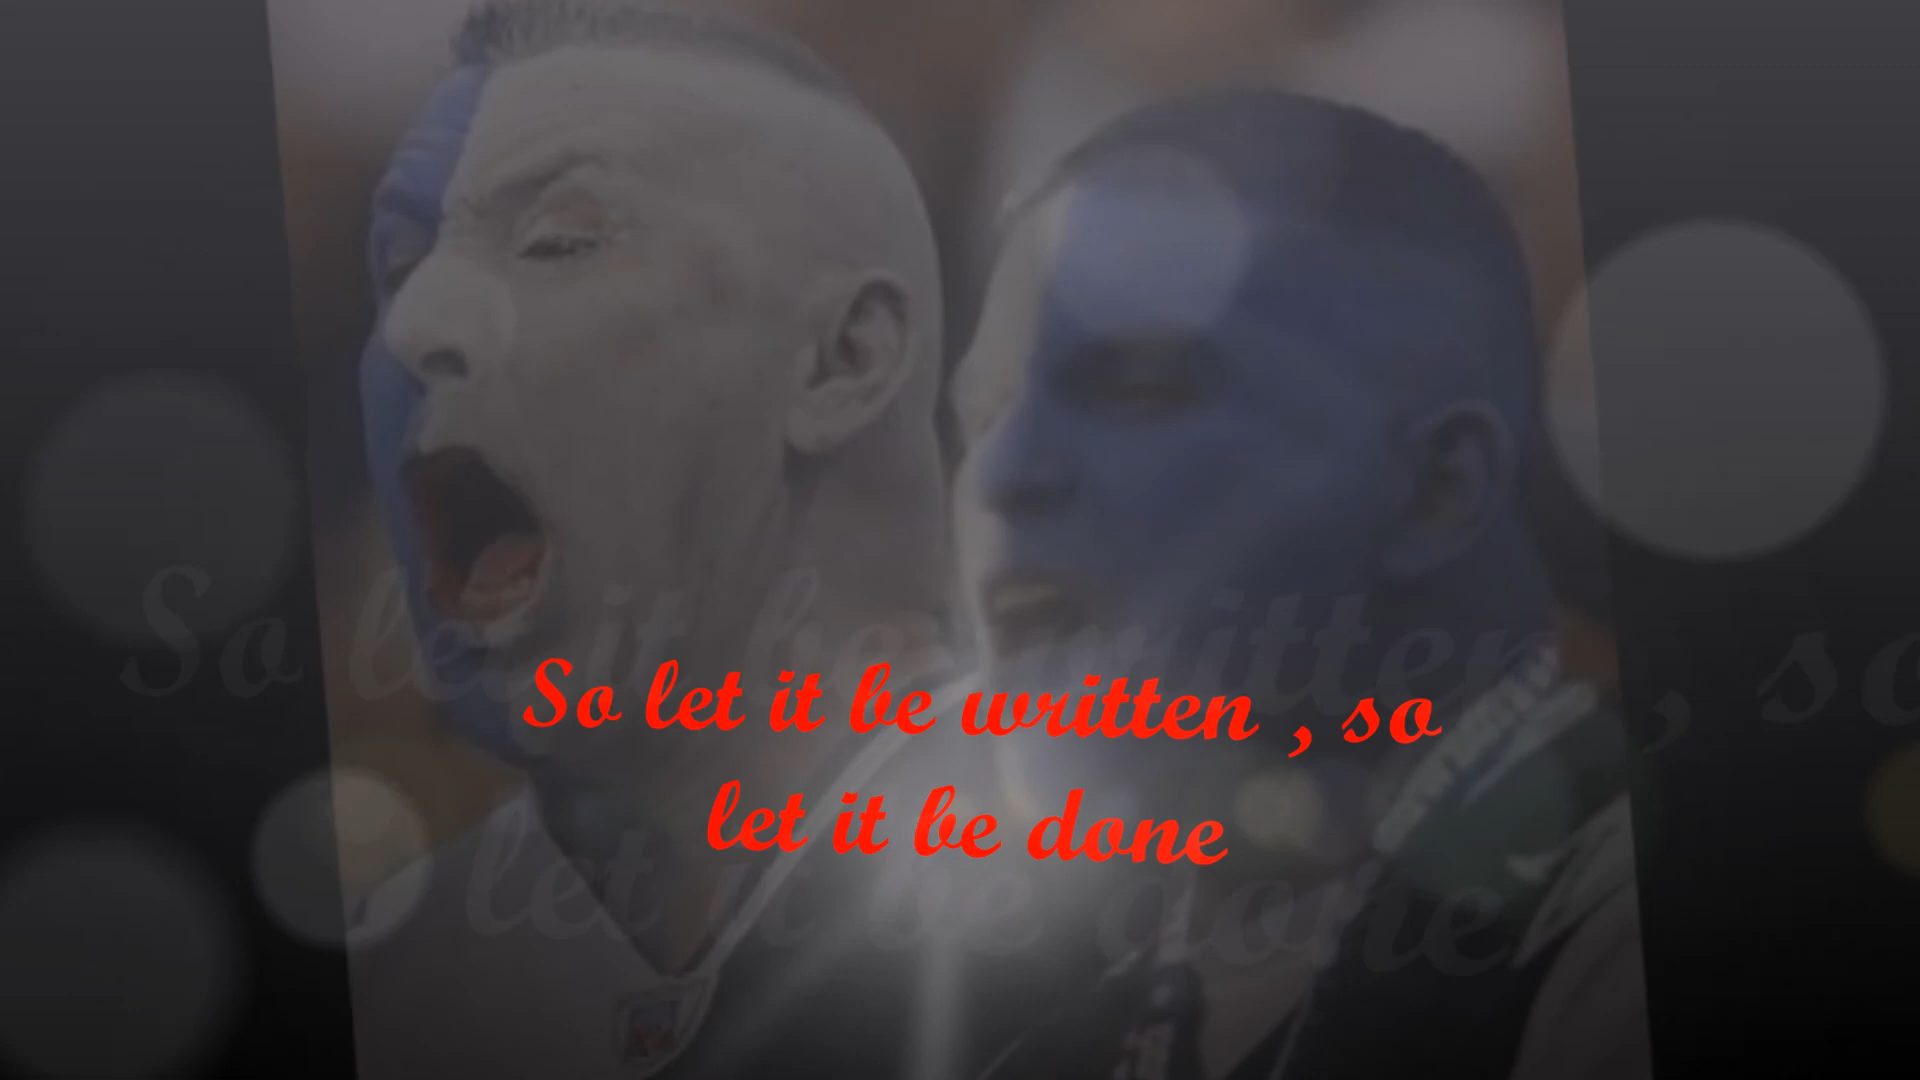 So let it be written , so
let it be done